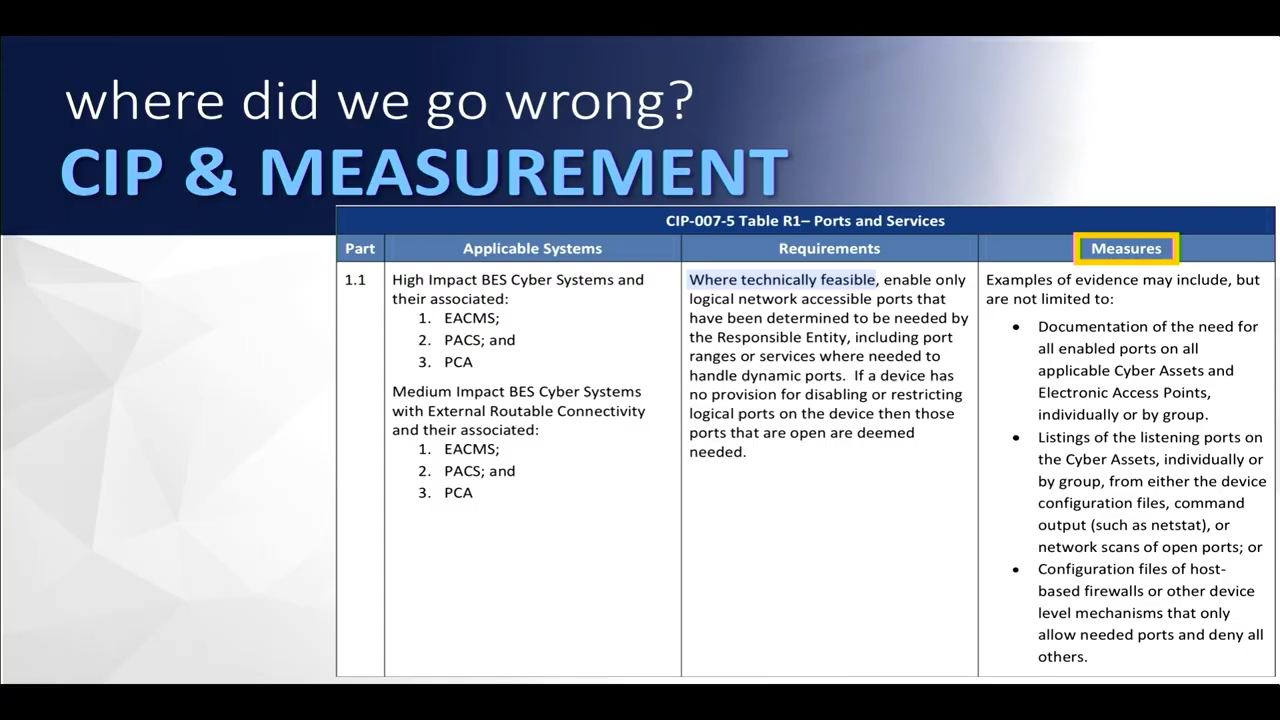 where did we go wrong?
CIP & MEASUREMENT
CIP-007-5 Table R1– Ports and Services
Part
Applicable Systems
Requirements
Measures
1.1
High Impact BES Cyber Systems and
their associated:
1. EACMS;
2. PACS; and
3. PCA
Medium Impact BES Cyber Systems
with External Routable Connectivity
and their associated:
1. EACMS;
2. PACS; and
3. PCA
Where technically feasible, enable only
logical network accessible ports that
have been determined to be needed by
the Responsible Entity, including port
ranges or services where needed to
handle dynamic ports.  If a device has
no provision for disabling or restricting
logical ports on the device then those
ports that are open are deemed
needed.
Examples of evidence may include, but
are not limited to:
• Documentation of the need for
all enabled ports on all
applicable Cyber Assets and
Electronic Access Points,
individually or by group.
• Listings of the listening ports on
the Cyber Assets, individually or
by group, from either the device
configuration files, command
output (such as netstat), or
network scans of open ports; or
• Configuration files of host-
based firewalls or other device
level mechanisms that only
allow needed ports and deny all
others.